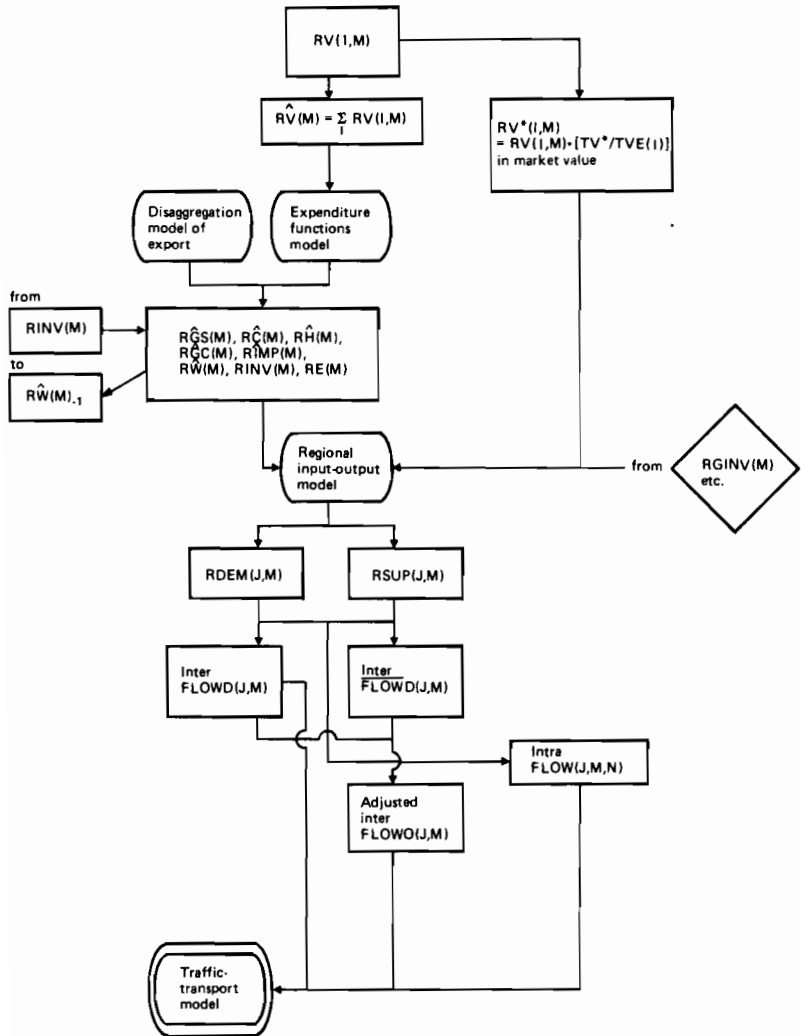 RV(I,M)
R̂V(M) = Σ RV(I,M)
I
RV*(I,M)
= RV(I,M)·[TV*/TVE(I)]
in market value
Disaggregation
model of
export
Expenditure
functions
model
from
RINV(M)
to
RŴ(M)₋₁
RĜS(M), RĈ(M), RĤ(M),
RĜC(M), RÎMP(M),
RŴ(M), RINV(M), RE(M)
Regional
input-output
model
from
RGINV(M)
etc.
RDEM(J,M)
RSUP(J,M)
Inter
FLOWD(J,M)
Inter
F̅L̅O̅W̅D(J,M)
Intra
FLOW(J,M,N)
Adjusted
inter
FLOWO(J,M)
Traffic-
transport
model